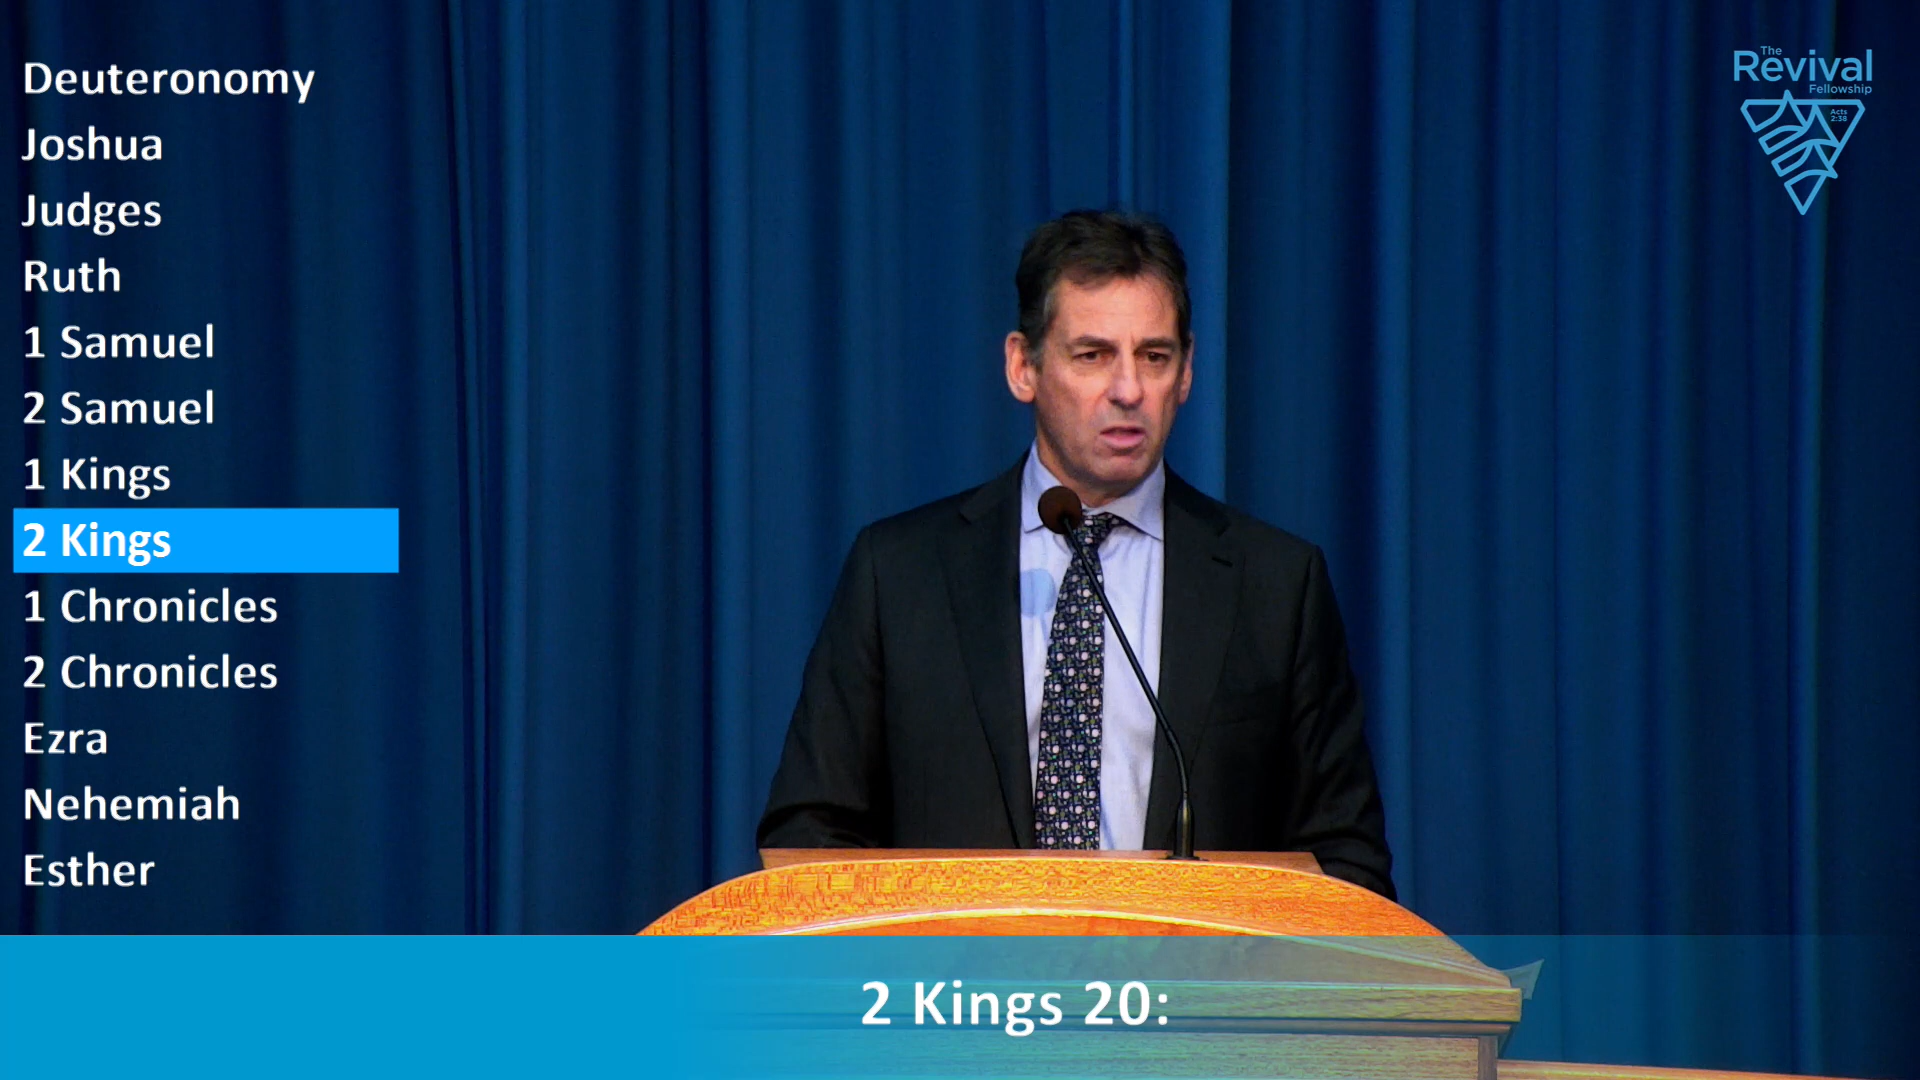 Deuteronomy
Joshua
Judges
Ruth
1 Samuel
2 Samuel
1 Kings
2 Kings
1 Chronicles
2 Chronicles
Ezra
Nehemiah
Esther
The
Revival
Fellowship
Acts
2:38
2 Kings 20: